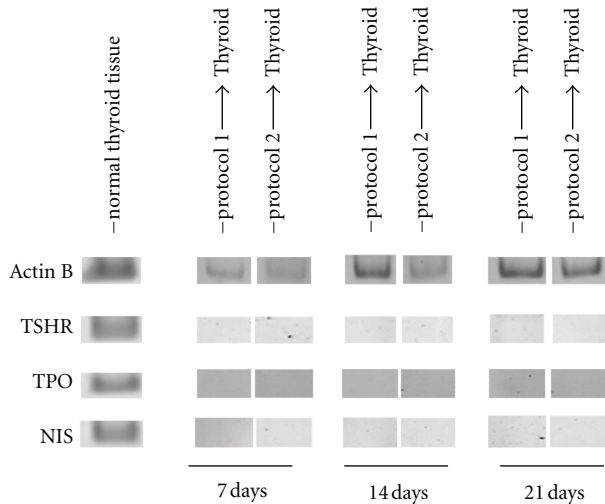 –normal thyroid tissue
–protocol 1 ⟶ Thyroid
–protocol 2 ⟶ Thyroid
–protocol 1 ⟶ Thyroid
–protocol 2 ⟶ Thyroid
–protocol 1 ⟶ Thyroid
–protocol 2 ⟶ Thyroid
Actin B
TSHR
TPO
NIS
7 days
14 days
21 days